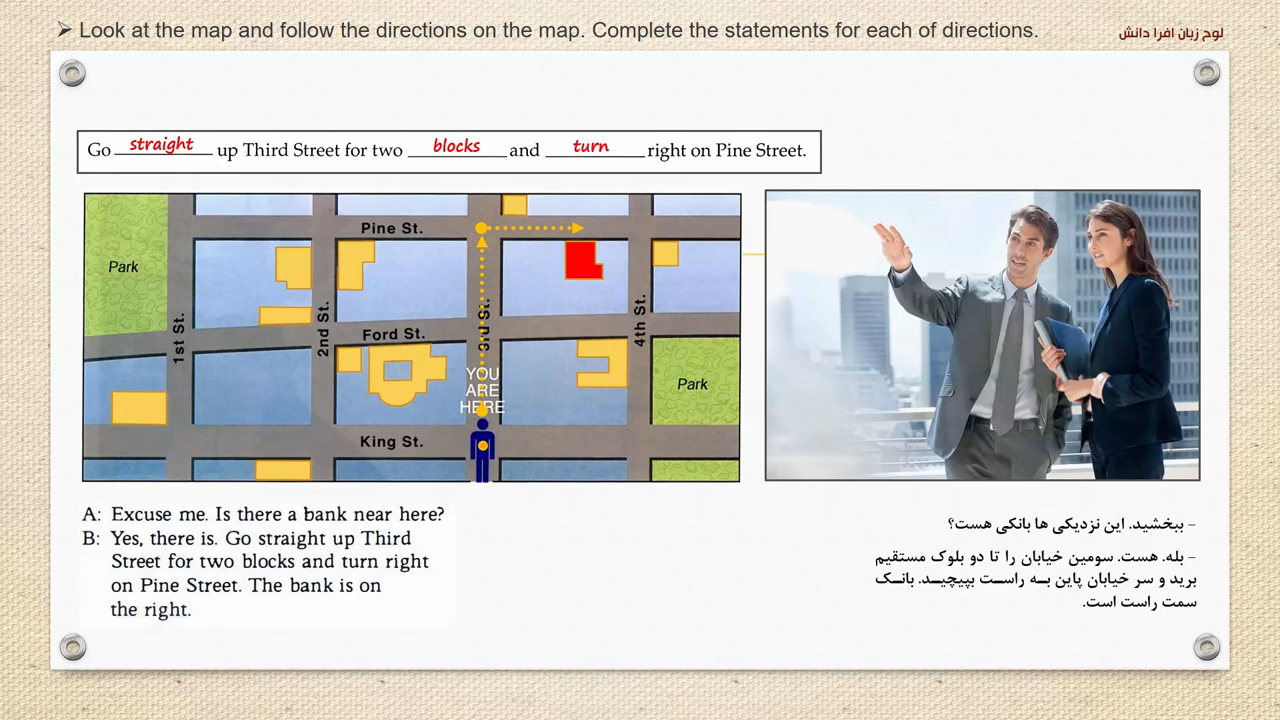 ➢ Look at the map and follow the directions on the map. Complete the statements for each of directions.
لوح زبان افرا دانش
Go straight up Third Street for two blocks and turn right on Pine Street.
Pine St.
Park
1st St.
2nd St.
Ford St.
3rd St.
4th St.
YOU
ARE
HERE
Park
King St.
A: Excuse me. Is there a bank near here?
B: Yes, there is. Go straight up Third
Street for two blocks and turn right
on Pine Street. The bank is on
the right.
- ببخشید. این نزدیکی ها بانکی هست؟
- بله. هست. سومین خیابان را تا دو بلوک مستقیم
برید و سر خیابان پاین به راست بپیچید. بانک
سمت راست است.